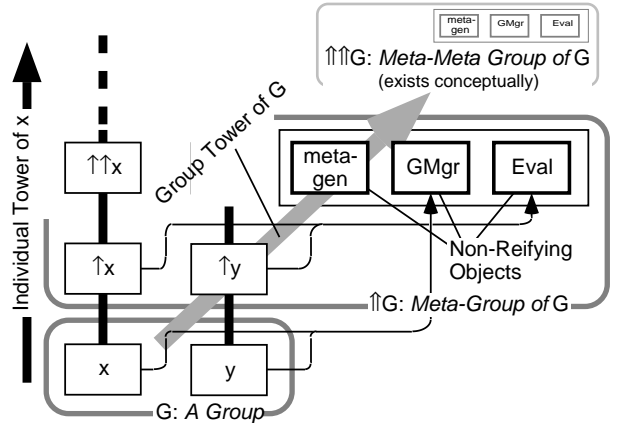 meta-
gen
GMgr
Eval
⇑⇑G: Meta-Meta Group of G
(exists conceptually)
Individual Tower of x
Group Tower of G
↑↑x
meta-
gen
GMgr
Eval
↑x
↑y
Non-Reifying
Objects
⇑G: Meta-Group of G
x
y
G: A Group